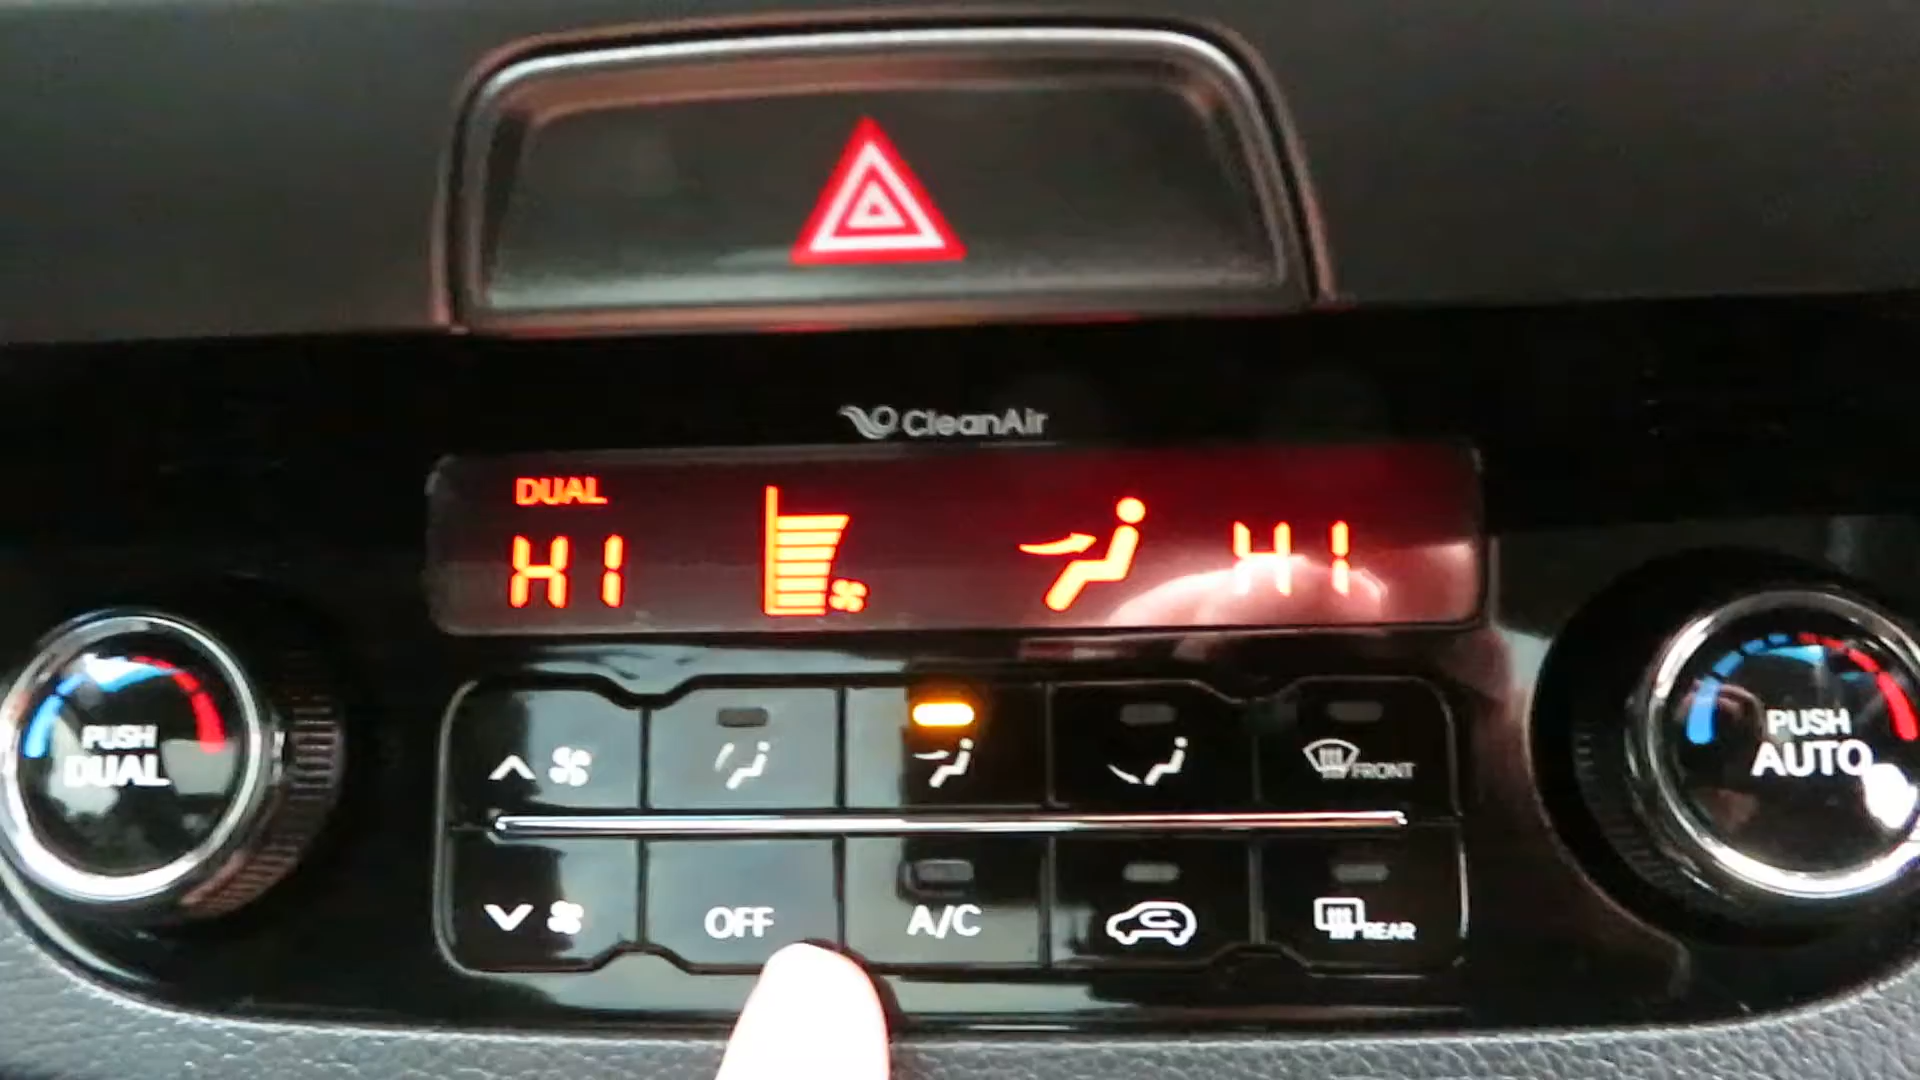 CleanAir
DUAL
HI
HI
PUSH
DUAL
PUSH
AUTO
FRONT
OFF
A/C
REAR